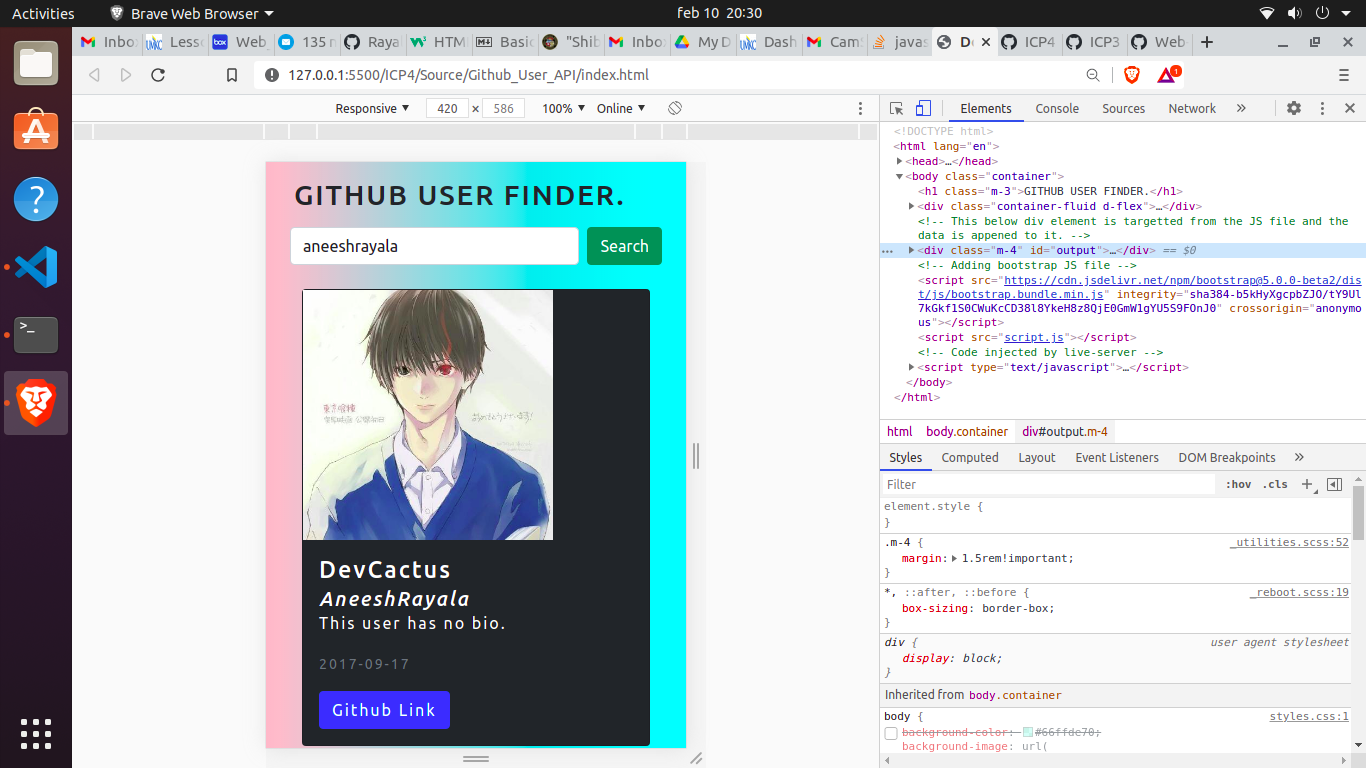 Activities
Brave Web Browser
feb 10 20:30
Inbo
Lesso
Web
135 n
Raya
HTM
Basic
"Shib
Inbo
My D
Dash
Cam
javas
De
ICP4
ICP3
Web
127.0.0.1:5500/ICP4/Source/Github_User_API/index.html
1
Responsive
420 × 586
100%
Online
Elements
Console
Sources
Network
GITHUB USER FINDER.
aneeshrayala
Search
DevCactus
AneeshRayala
This user has no bio.
2017-09-17
Github Link
<!DOCTYPE html>
<html lang="en">
<head>…</head>
<body class="container">
<h1 class="m-3">GITHUB USER FINDER.</h1>
<div class="container-fluid d-flex">…</div>
<!-- This below div element is targetted from the JS file and the
data is appened to it. -->
<div class="m-4" id="output">…</div> == $0
<!-- Adding bootstrap JS file -->
<script src="https://cdn.jsdelivr.net/npm/bootstrap@5.0.0-beta2/di
st/js/bootstrap.bundle.min.js" integrity="sha384-b5kHyXgcpbZJO/tY9Ul
7kGkf1S0CWuKcCD38l8YkeH8z8QjE0GmW1gYU5S9FOnJ0" crossorigin="anonymo
us"></script>
<script src="script.js"></script>
<!-- Code injected by live-server -->
<script type="text/javascript">…</script>
</body>
</html>
html
body.container
div#output.m-4
Styles
Computed
Layout
Event Listeners
DOM Breakpoints
Filter
:hov
.cls
element.style {
}
.m-4 {
_utilities.scss:52
margin: 1.5rem!important;
}
*, ::after, ::before {
_reboot.scss:19
box-sizing: border-box;
}
div {
user agent stylesheet
display: block;
}
Inherited from body.container
body {
styles.css:1
background-color: #66ffde70;
background-image: url(